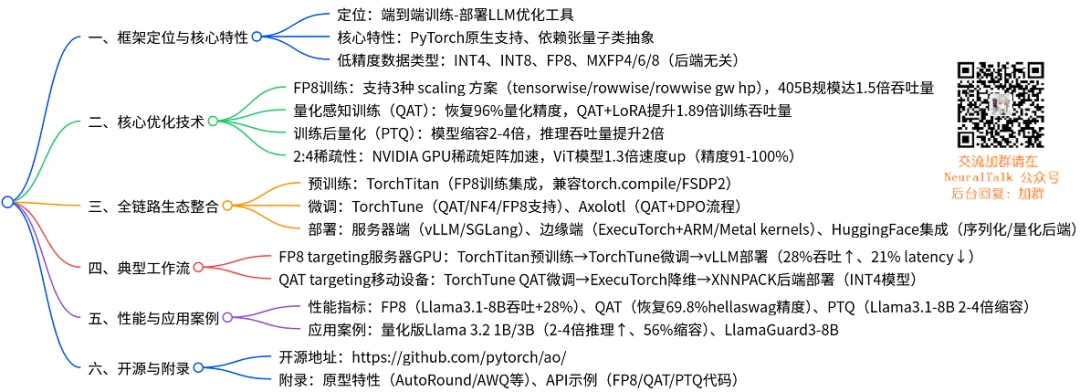 一、框架定位与核心特性
定位：端到端训练-部署LLM优化工具
核心特性：PyTorch原生支持、依赖张量子类抽象
低精度数据类型：INT4、INT8、FP8、MXFP4/6/8（后端无关）
二、核心优化技术
FP8训练：支持3种 scaling 方案（tensorwise/rowwise/rowwise gw hp），405B规模达1.5倍吞吐量
量化感知训练（QAT）：恢复96%量化精度，QAT+LoRA提升1.89倍训练吞吐量
训练后量化（PTQ）：模型缩容2-4倍，推理吞吐量提升2倍
2:4稀疏性：NVIDIA GPU稀疏矩阵加速，ViT模型1.3倍速度up（精度91-100%）
三、全链路生态整合
预训练：TorchTitan（FP8训练集成，兼容torch.compile/FSDP2）
微调：TorchTune（QAT/NF4/FP8支持）、Axolotl（QAT+DPO流程）
部署：服务器端（vLLM/SGLang）、边缘端（ExecuTorch+ARM/Metal kernels）、HuggingFace集成（序列化/量化后端）
四、典型工作流
FP8 targeting服务器GPU：TorchTitan预训练→TorchTune微调→vLLM部署（28%吞吐↑、21% latency↓）
QAT targeting移动设备：TorchTune QAT微调→ExecuTorch降维→XNNPACK后端部署（INT4模型）
五、性能与应用案例
性能指标：FP8（Llama3.1-8B吞吐+28%）、QAT（恢复69.8%hellaswag精度）、PTQ（Llama3.1-8B 2-4倍缩容）
应用案例：量化版Llama 3.2 1B/3B（2-4倍推理↑、56%缩容）、LlamaGuard3-8B
六、开源与附录
开源地址：https://github.com/pytorch/ao/
附录：原型特性（AutoRound/AWQ等）、API示例（FP8/QAT/PTQ代码）
交流加群请在
NeuralTalk 公众号
后台回复：加群